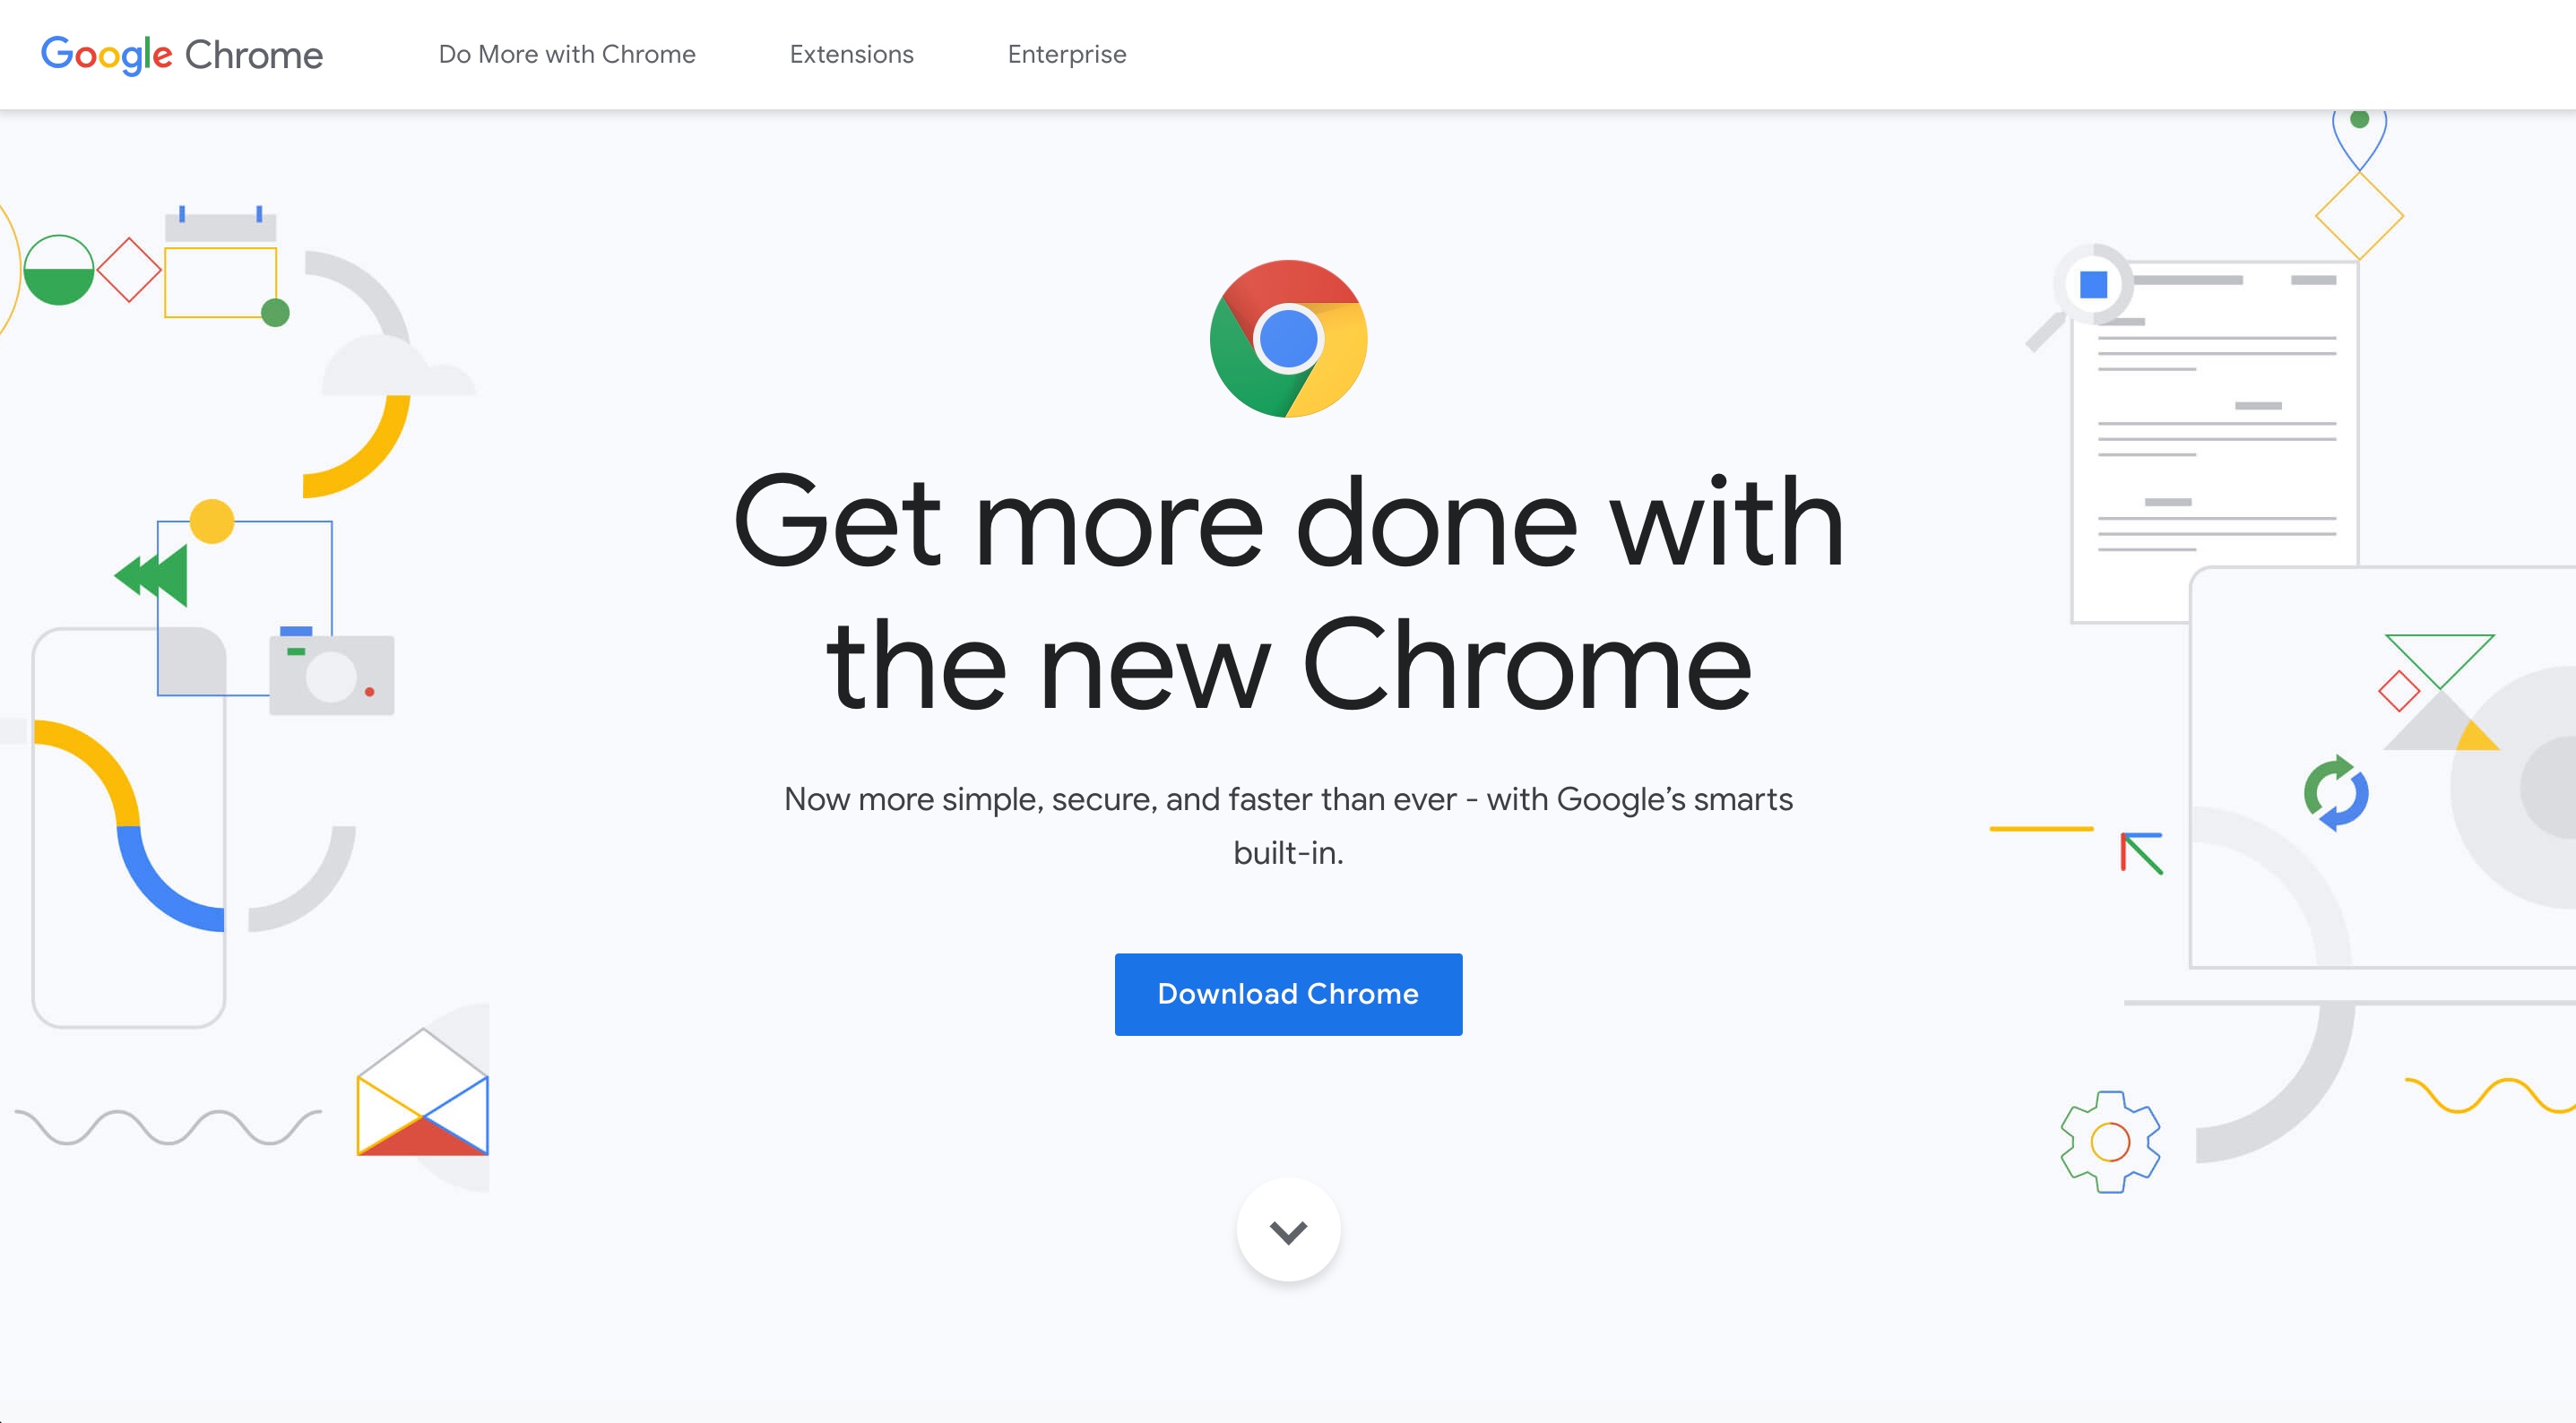 Google Chrome
Do More with Chrome
Extensions
Enterprise
Get more done with
the new Chrome
Now more simple, secure, and faster than ever - with Google’s smarts
built-in.
Download Chrome